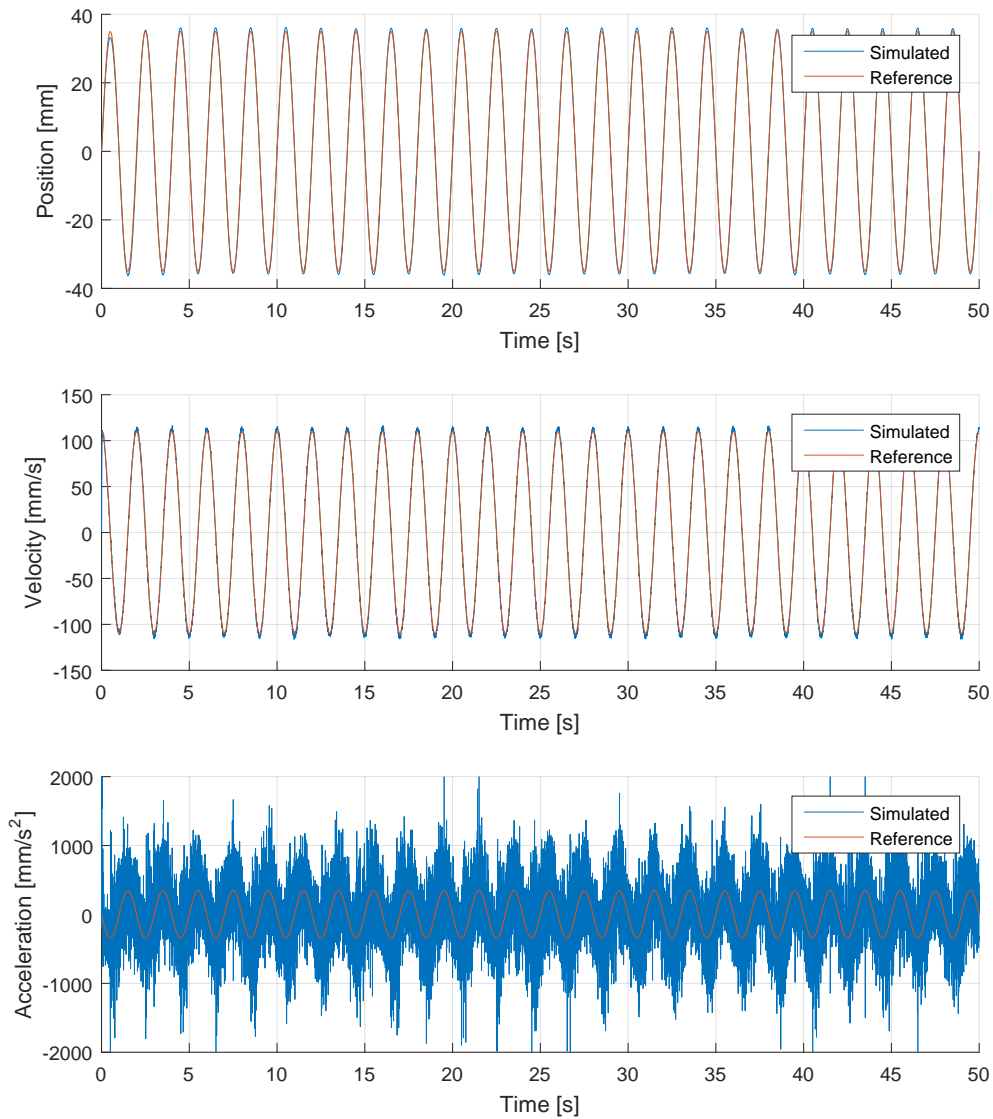 40
20
0
-20
-40
Position [mm]
Simulated
Reference
0 5 10 15 20 25 30 35 40 45 50
Time [s]
150
100
50
0
-50
-100
-150
Velocity [mm/s]
Simulated
Reference
0 5 10 15 20 25 30 35 40 45 50
Time [s]
2000
1000
0
-1000
-2000
Acceleration [mm/s²]
Simulated
Reference
0 5 10 15 20 25 30 35 40 45 50
Time [s]